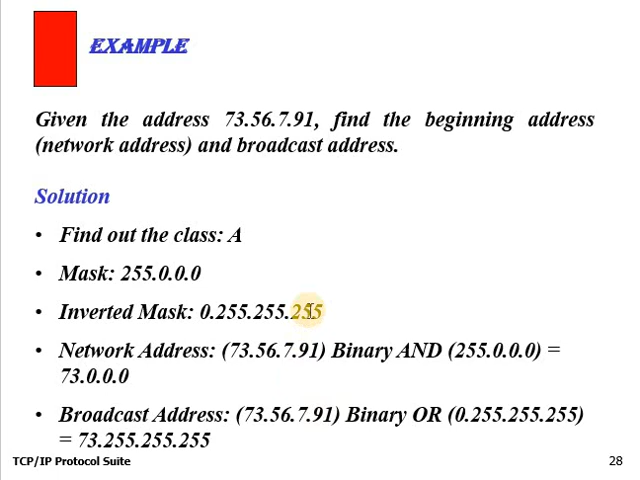 EXAMPLE
Given the address 73.56.7.91, find the beginning address
(network address) and broadcast address.
Solution
• Find out the class: A
• Mask: 255.0.0.0
• Inverted Mask: 0.255.255.255
• Network Address: (73.56.7.91) Binary AND (255.0.0.0) =
73.0.0.0
• Broadcast Address: (73.56.7.91) Binary OR (0.255.255.255)
= 73.255.255.255
TCP/IP Protocol Suite 28